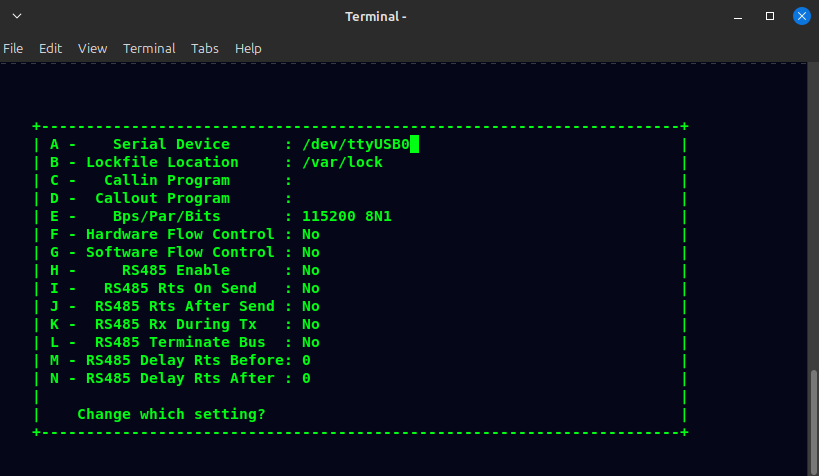 Terminal -
File Edit View Terminal Tabs Help
+-----------------------------------------------------------------------+
| A -    Serial Device      : /dev/ttyUSB0                              |
| B - Lockfile Location     : /var/lock                                 |
| C -   Callin Program      :                                           |
| D -  Callout Program      :                                           |
| E -    Bps/Par/Bits       : 115200 8N1                                |
| F - Hardware Flow Control : No                                        |
| G - Software Flow Control : No                                        |
| H -     RS485 Enable      : No                                        |
| I -   RS485 Rts On Send   : No                                        |
| J -  RS485 Rts After Send : No                                        |
| K -  RS485 Rx During Tx   : No                                        |
| L -  RS485 Terminate Bus  : No                                        |
| M - RS485 Delay Rts Before: 0                                         |
| N - RS485 Delay Rts After : 0                                         |
|                                                                       |
|    Change which setting?                                              |
+-----------------------------------------------------------------------+